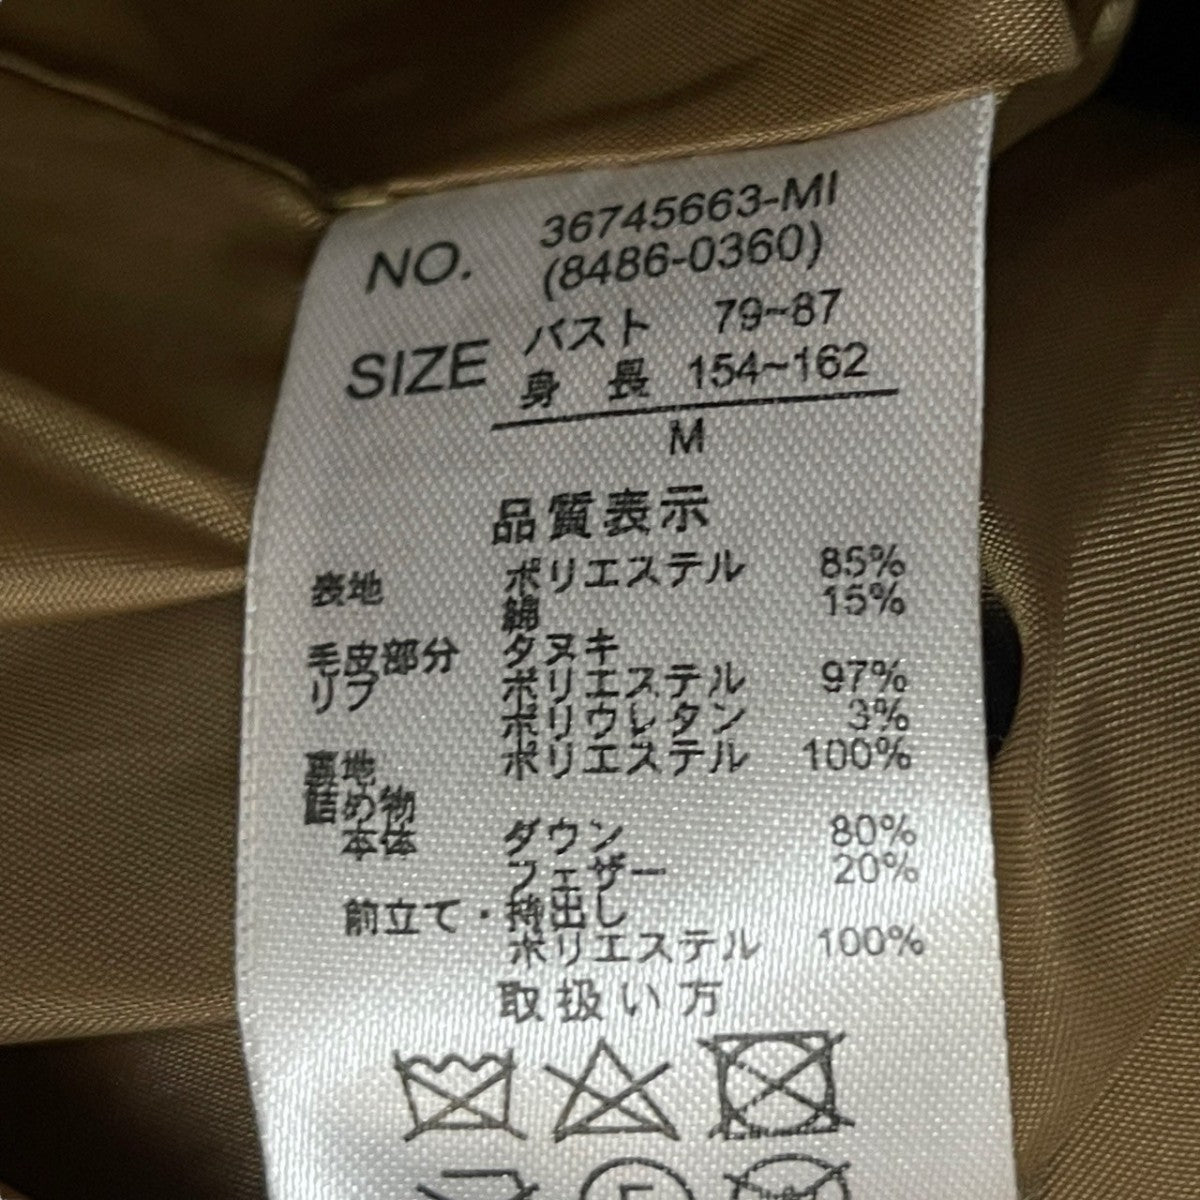 NO. 36745663-MI
(8486-0360)
SIZE バスト 79~87
身長 154~162
M
品質表示
表地 ポリエステル 85%
綿 15%
毛皮部分 タヌキ
リブ ポリエステル 97%
ポリウレタン 3%
裏地 ポリエステル 100%
詰め物
本体 ダウン 80%
フェザー 20%
前立て・持出し
ポリエステル 100%
取扱い方